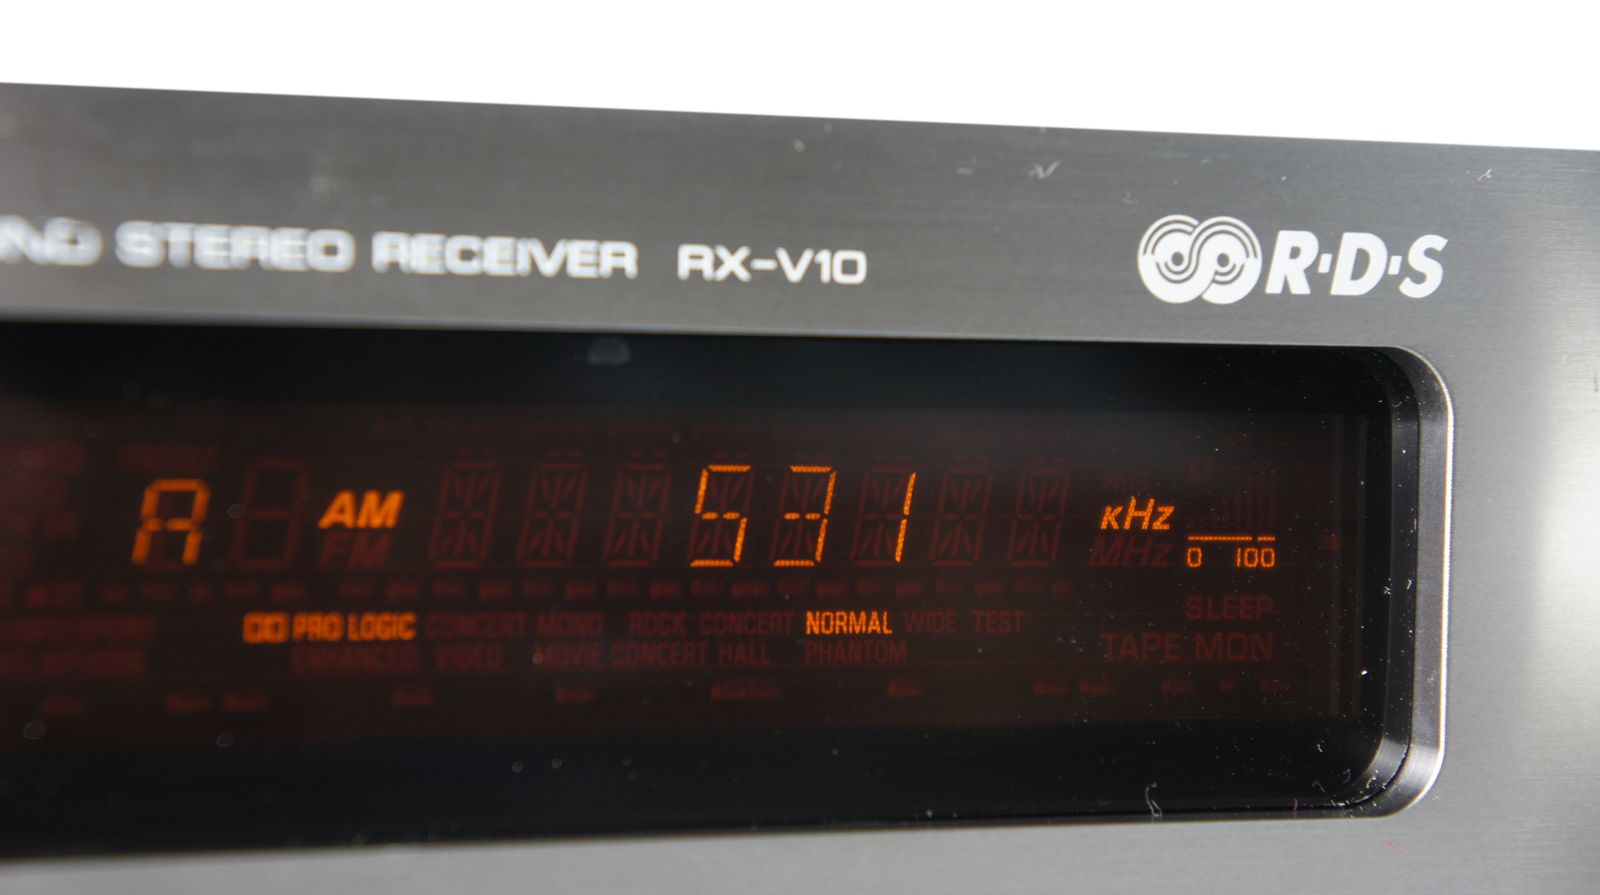 ND STEREO RECEIVER RX-V10
R·D·S
A AM 531 kHz
FM MHz
0 100
PRO LOGIC CONCERT MONO ROCK CONCERT NORMAL WIDE TEST
SLEEP
ENHANCED VIDEO MOVIE CONCERT HALL PHANTOM
TAPE MON